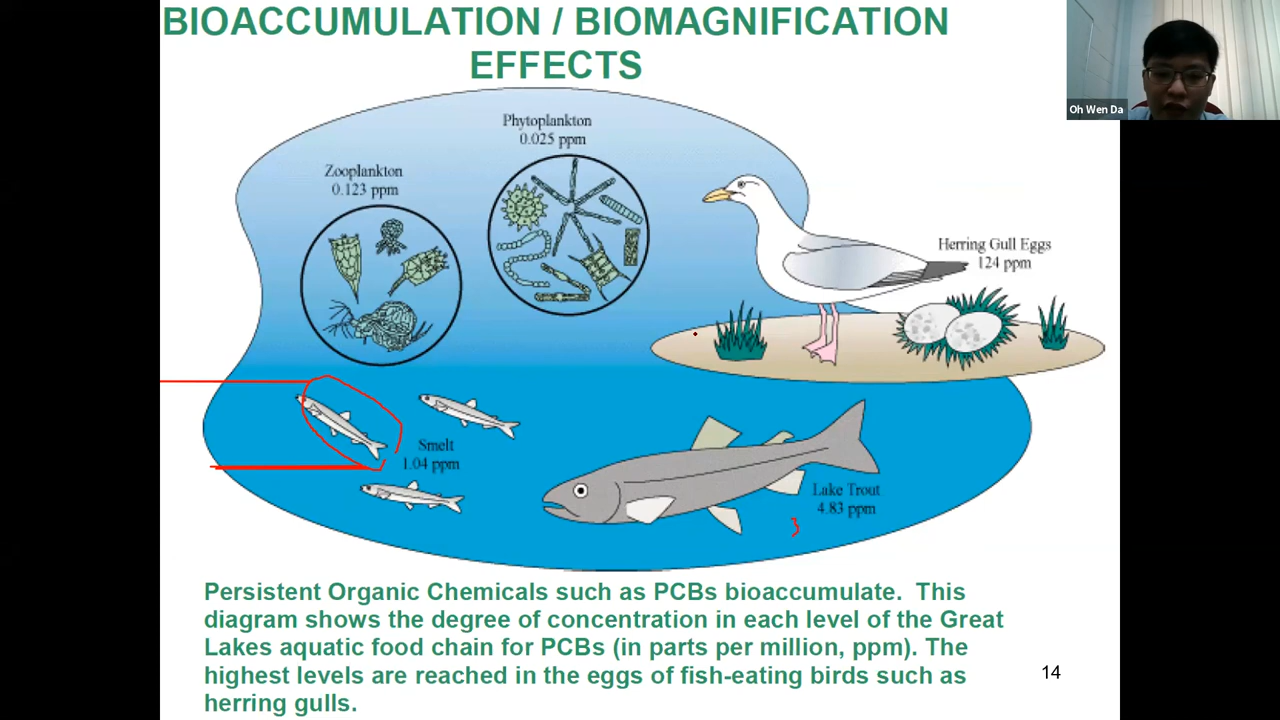 BIOACCUMULATION / BIOMAGNIFICATION
EFFECTS
Oh Wen Da
Phytoplankton
0.025 ppm
Zooplankton
0.123 ppm
Herring Gull Eggs
124 ppm
Smelt
1.04 ppm
Lake Trout
4.83 ppm
Persistent Organic Chemicals such as PCBs bioaccumulate. This
diagram shows the degree of concentration in each level of the Great
Lakes aquatic food chain for PCBs (in parts per million, ppm). The
highest levels are reached in the eggs of fish-eating birds such as
herring gulls.
14